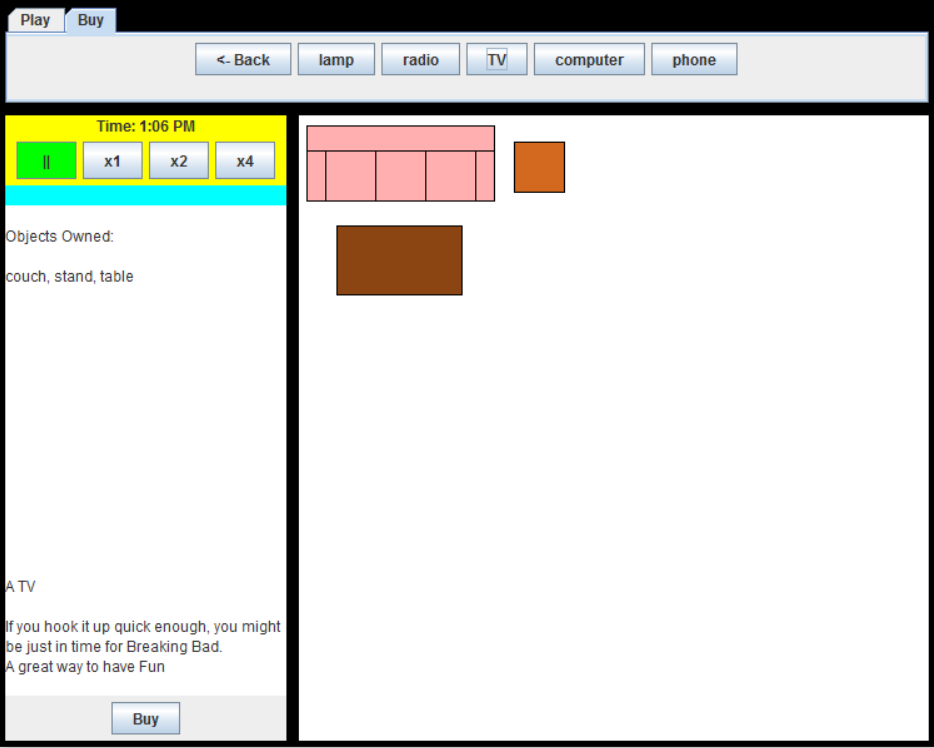 Play Buy
<- Back lamp radio TV computer phone
Time: 1:06 PM
|| x1 x2 x4
Objects Owned:
couch, stand, table
A TV
If you hook it up quick enough, you might
be just in time for Breaking Bad.
A great way to have Fun
Buy